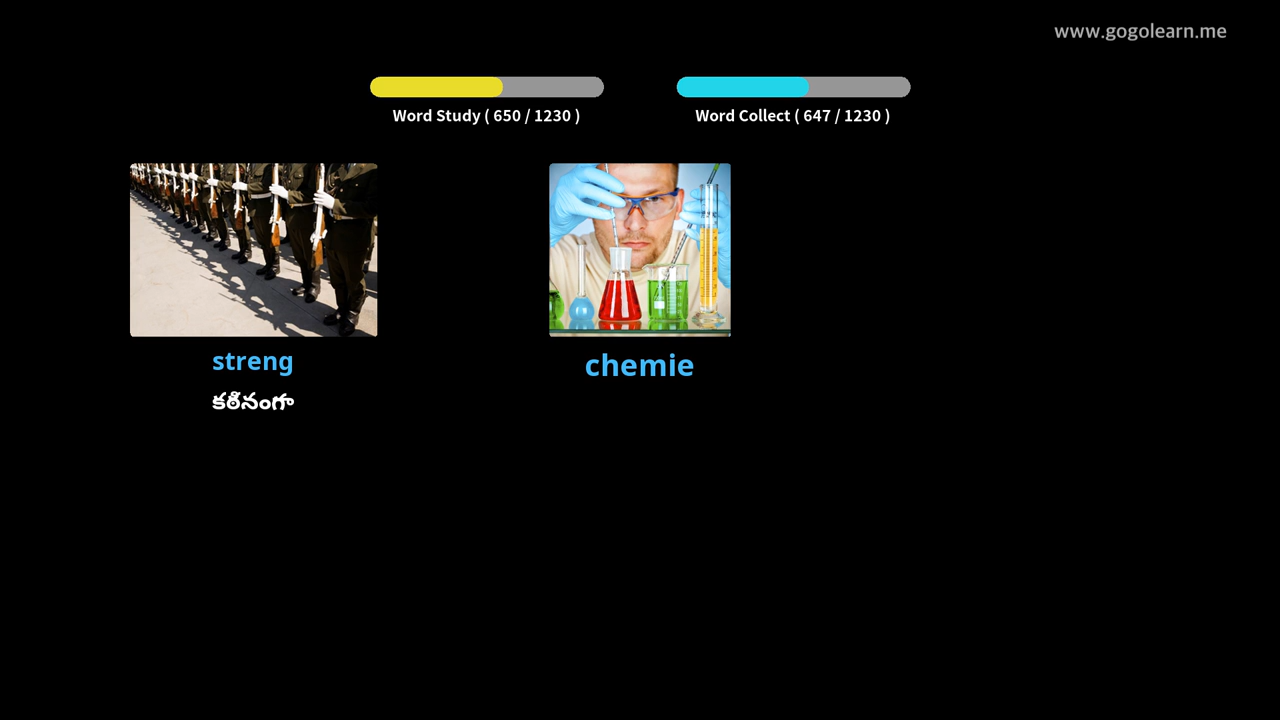 www.gogolearn.me
Word Study ( 650 / 1230 )
Word Collect ( 647 / 1230 )
streng
కఠినంగా
chemie